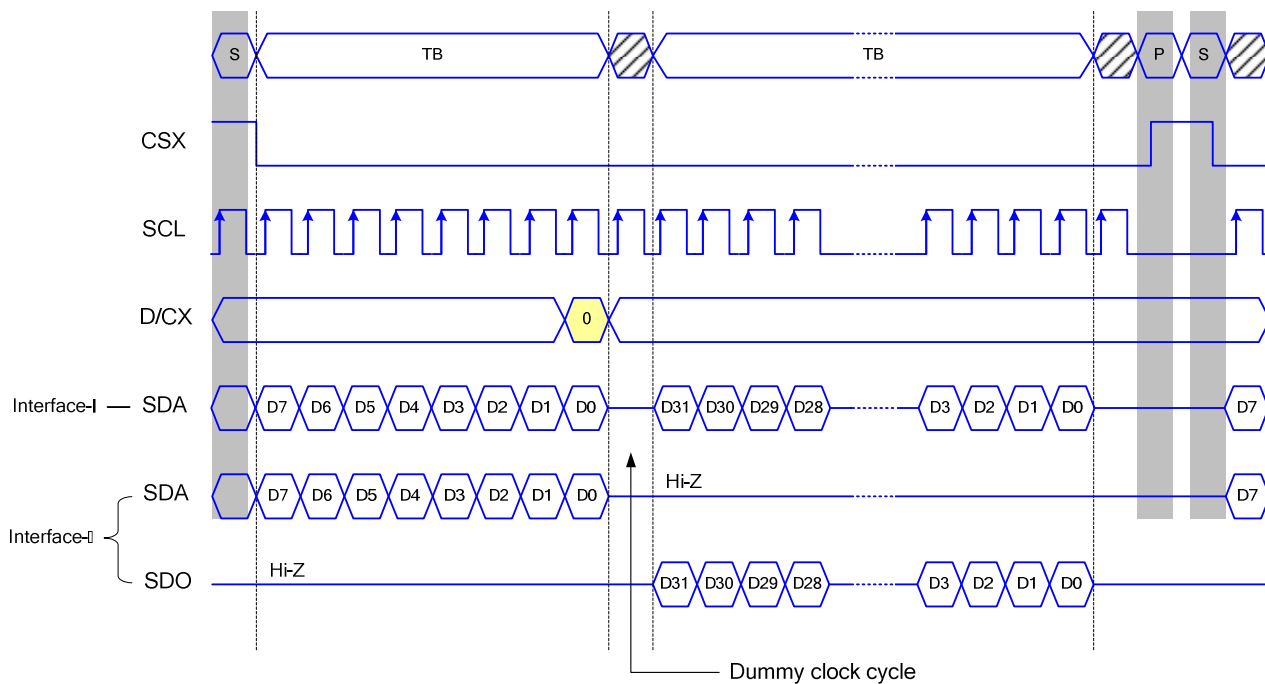 S TB TB P S
CSX
SCL
D/CX 0
Interface-I SDA D7 D6 D5 D4 D3 D2 D1 D0 D31 D30 D29 D28 D3 D2 D1 D0 D7
SDA D7 D6 D5 D4 D3 D2 D1 D0 Hi-Z D7
Interface-▯
SDO Hi-Z D31 D30 D29 D28 D3 D2 D1 D0
Dummy clock cycle